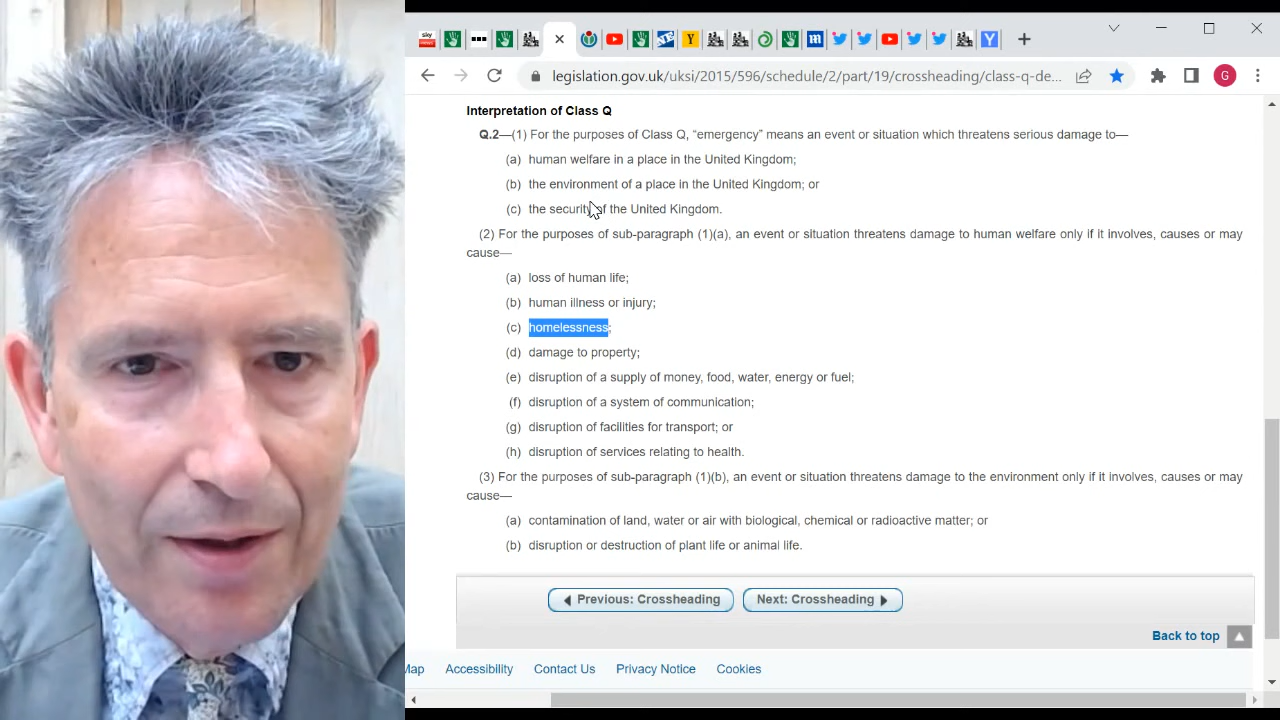 sky
news
Y
m
Y
legislation.gov.uk/uksi/2015/596/schedule/2/part/19/crossheading/class-q-de...
G
Interpretation of Class Q
Q.2—(1) For the purposes of Class Q, “emergency” means an event or situation which threatens serious damage to—
(a) human welfare in a place in the United Kingdom;
(b) the environment of a place in the United Kingdom; or
(c) the security of the United Kingdom.
(2) For the purposes of sub-paragraph (1)(a), an event or situation threatens damage to human welfare only if it involves, causes or may
cause—
(a) loss of human life;
(b) human illness or injury;
(c) homelessness;
(d) damage to property;
(e) disruption of a supply of money, food, water, energy or fuel;
(f) disruption of a system of communication;
(g) disruption of facilities for transport; or
(h) disruption of services relating to health.
(3) For the purposes of sub-paragraph (1)(b), an event or situation threatens damage to the environment only if it involves, causes or may
cause—
(a) contamination of land, water or air with biological, chemical or radioactive matter; or
(b) disruption or destruction of plant life or animal life.
Previous: Crossheading Next: Crossheading
Back to top
Map Accessibility Contact Us Privacy Notice Cookies